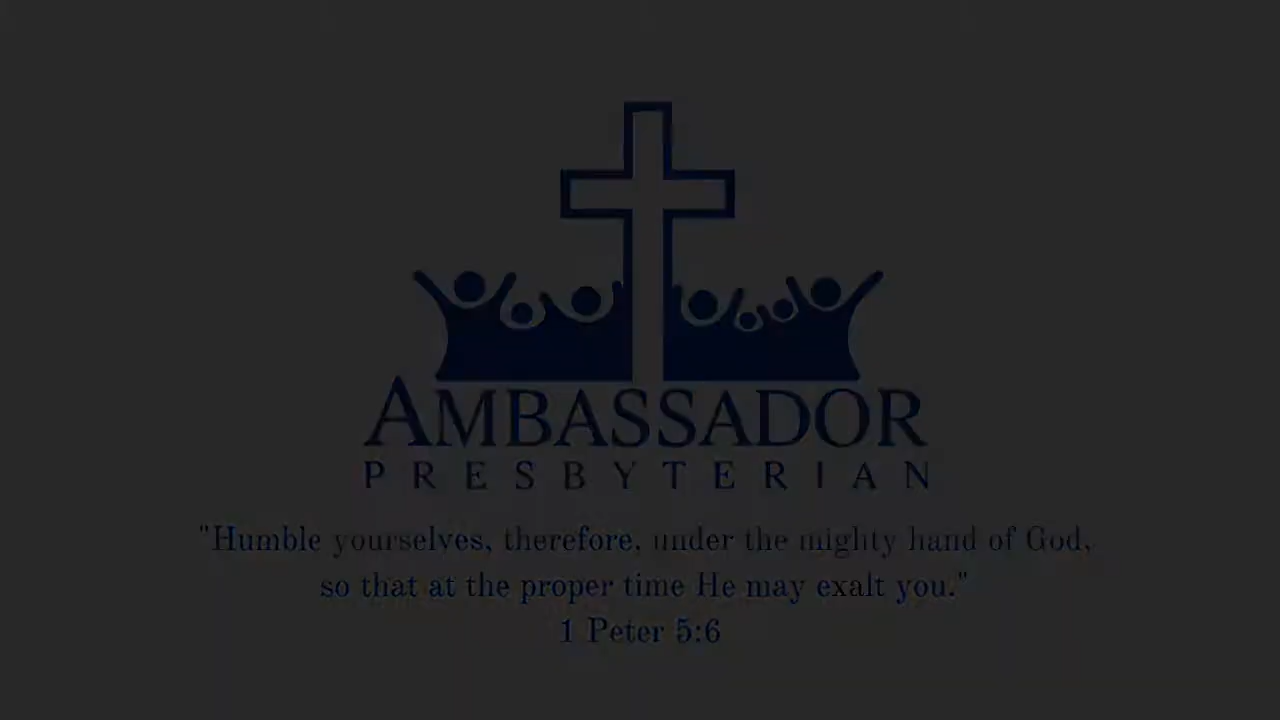 AMBASSADOR
PRESBYTERIAN
"Humble yourselves, therefore, under the mighty hand of God,
so that at the proper time He may exalt you."
1 Peter 5:6